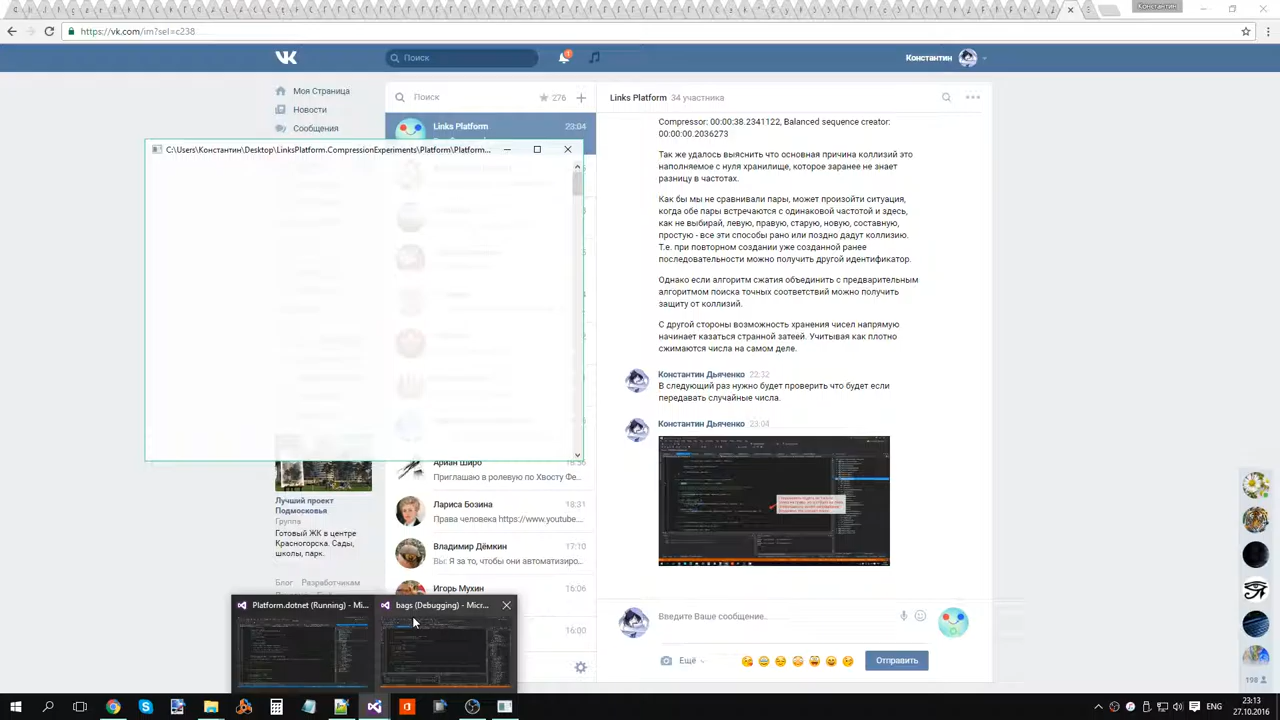 Константин
https://vk.com/im?sel=c238
Поиск
1
Константин
Моя Страница
Новости
Сообщения
Поиск
276
Links Platform
23:04
Links Platform 34 участника
C:\Users\Константин\Desktop\LinksPlatform.CompressionExperiments\Platform\Platform...
Compressor: 00:00:38.2341122, Balanced sequence creator:
00:00:00.2036273
Так же удалось выяснить что основная причина коллизий это
наполняемое с нуля хранилище, которое заранее не знает
разницу в частотах.
Как бы мы не сравнивали пары, может произойти ситуация,
когда обе пары встречаются с одинаковой частотой и здесь,
как не выбирай, левую, правую, старую, новую, составную,
простую - все эти способы рано или поздно дадут коллизию.
Т.е. при повторном создании уже созданной ранее
последовательности можно получить другой идентификатор.
Однако если алгоритм сжатия объединить с предварительным
алгоритмом поиска точных соответствий можно получить
защиту от коллизий.
С другой стороны возможность хранения чисел напрямую
начинает казаться странной затеей. Учитывая как плотно
сжимаются числа на самом деле.
Константин Дьяченко 22:32
В следующий раз нужно будет проверить что будет если
передавать случайные числа.
Константин Дьяченко 23:04
Лучший проект
Подмосковья
Группа
Готовый ЖК в центре
Красногорска. Сады,
школы, парк.
Блог Разработчикам
Ариан Широ
Приглашаю в ролевую по Хвосту Фе...
Лариса Бозина 18:31
Права человека https://www.youtube...
Владимир Дёмкин 17:10
Вы: Я за то, чтобы они автоматизиро...
Игорь Мухин 16:06
16:00
Platform.dotnet (Running) - Mi...
bags (Debugging) - Micr...
Введите Ваше сообщение..
Ещё
Отправить
198
ENG
23:13
27.10.2016